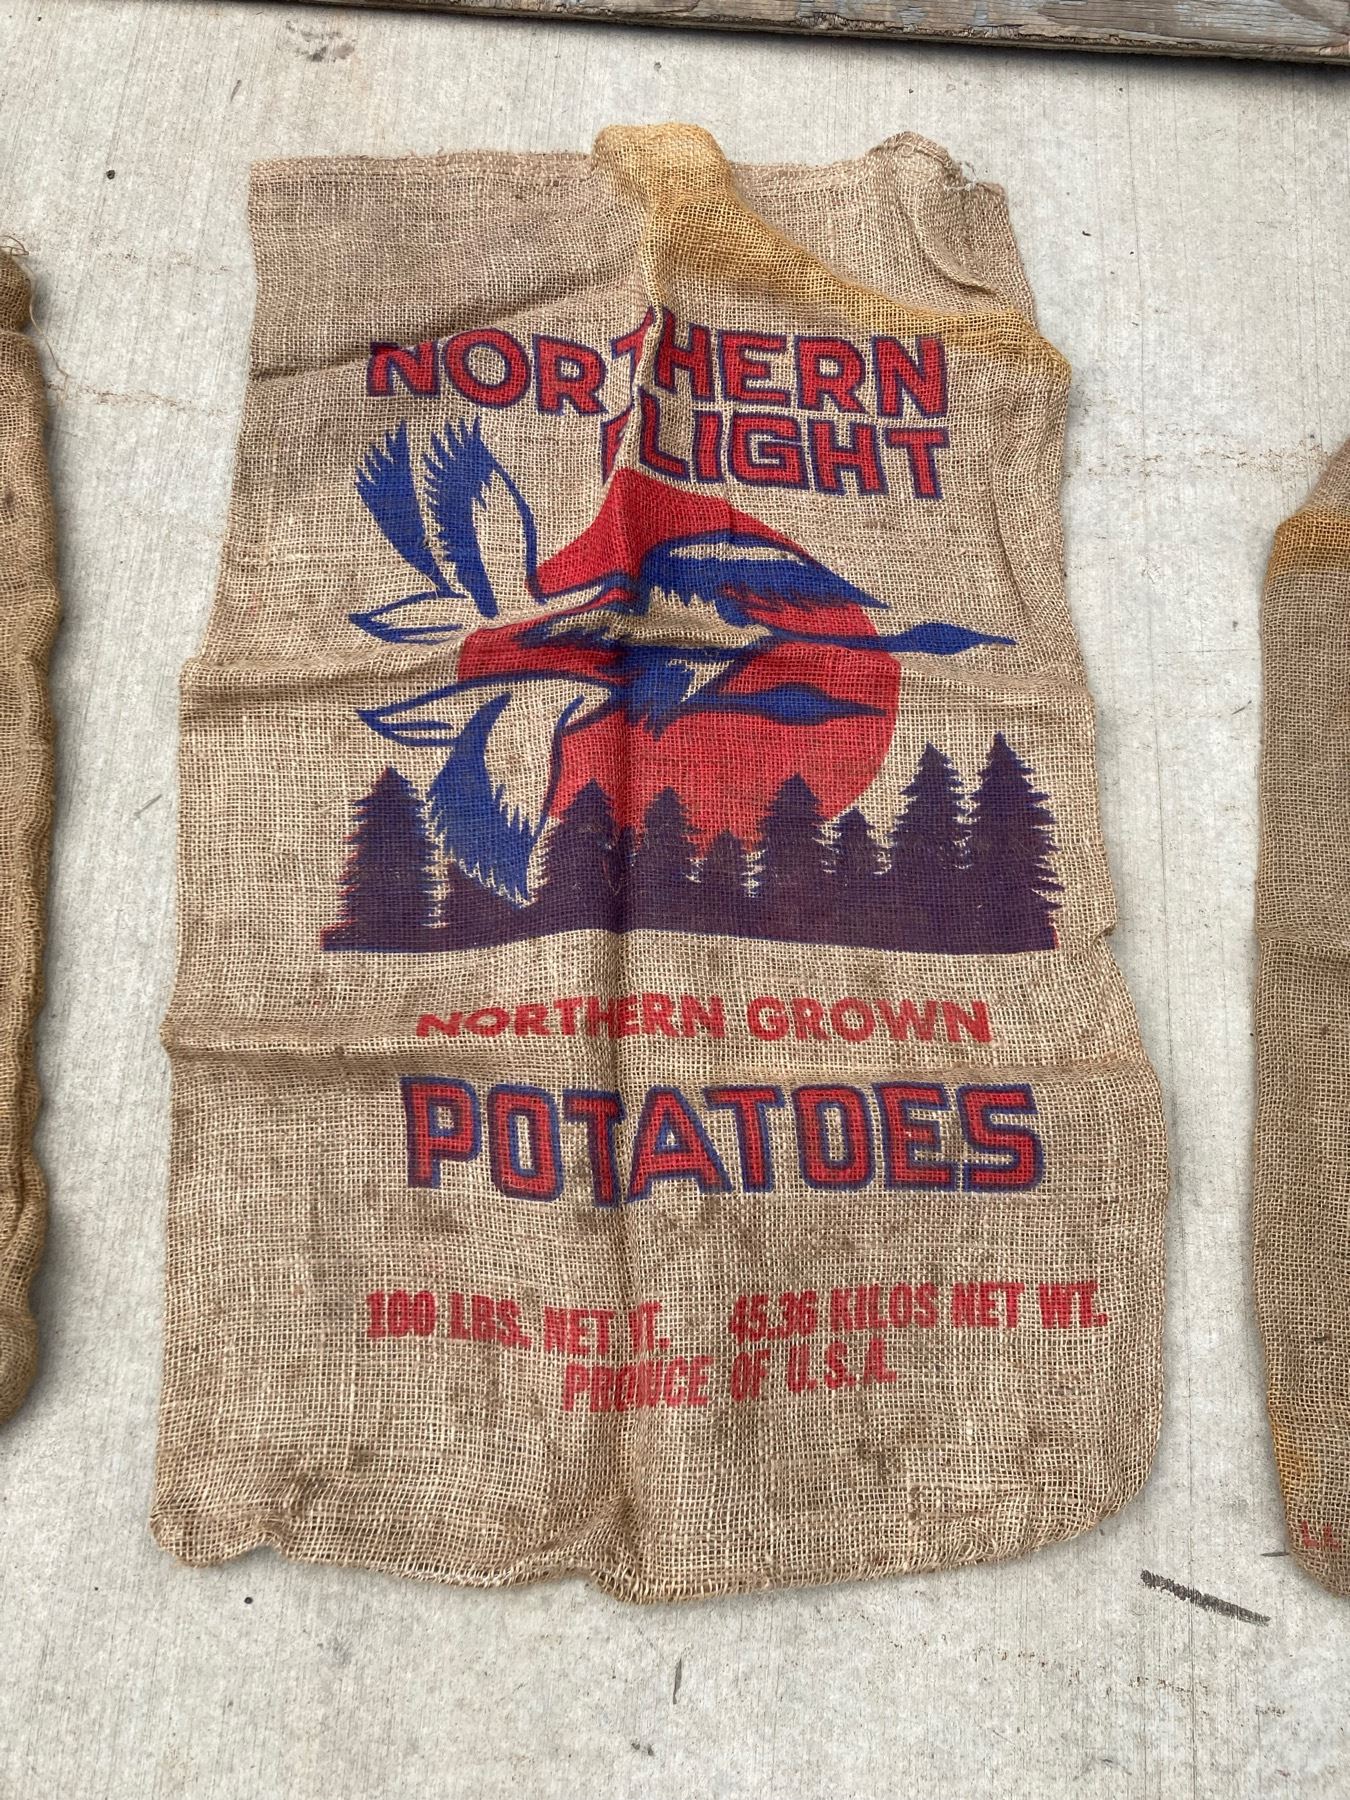 NORTHERN
FLIGHT
NORTHERN GROWN
POTATOES
100 LBS. NET WT. 45.36 KILOS NET WT.
PRODUCE OF U.S.A.